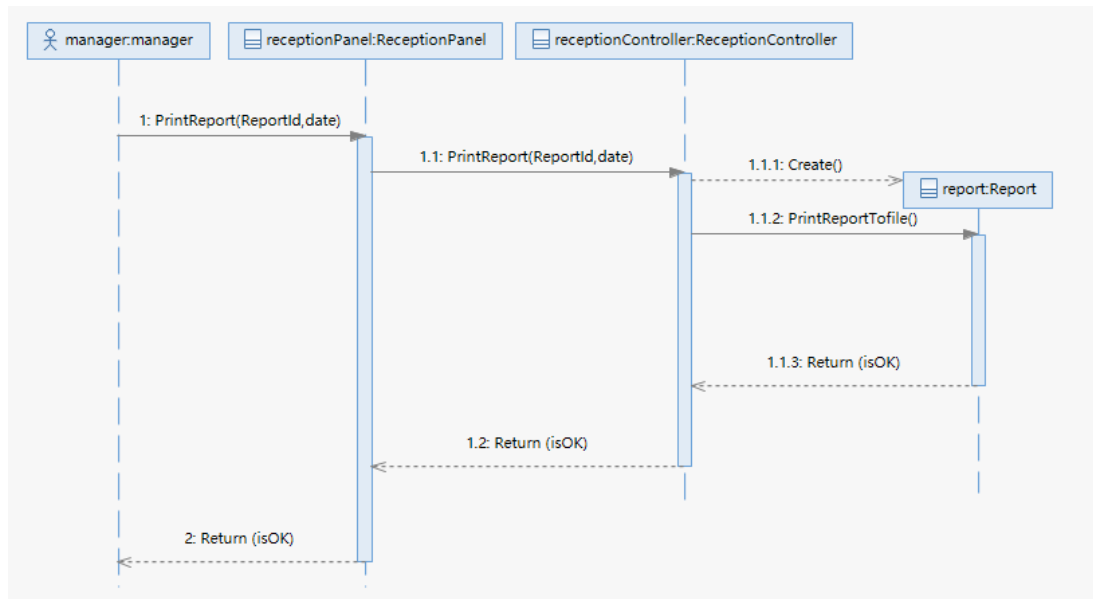 manager:manager
receptionPanel:ReceptionPanel
receptionController:ReceptionController
1: PrintReport(ReportId,date)
1.1: PrintReport(ReportId,date)
1.1.1: Create()
report:Report
1.1.2: PrintReportTofile()
1.1.3: Return (isOK)
1.2: Return (isOK)
2: Return (isOK)